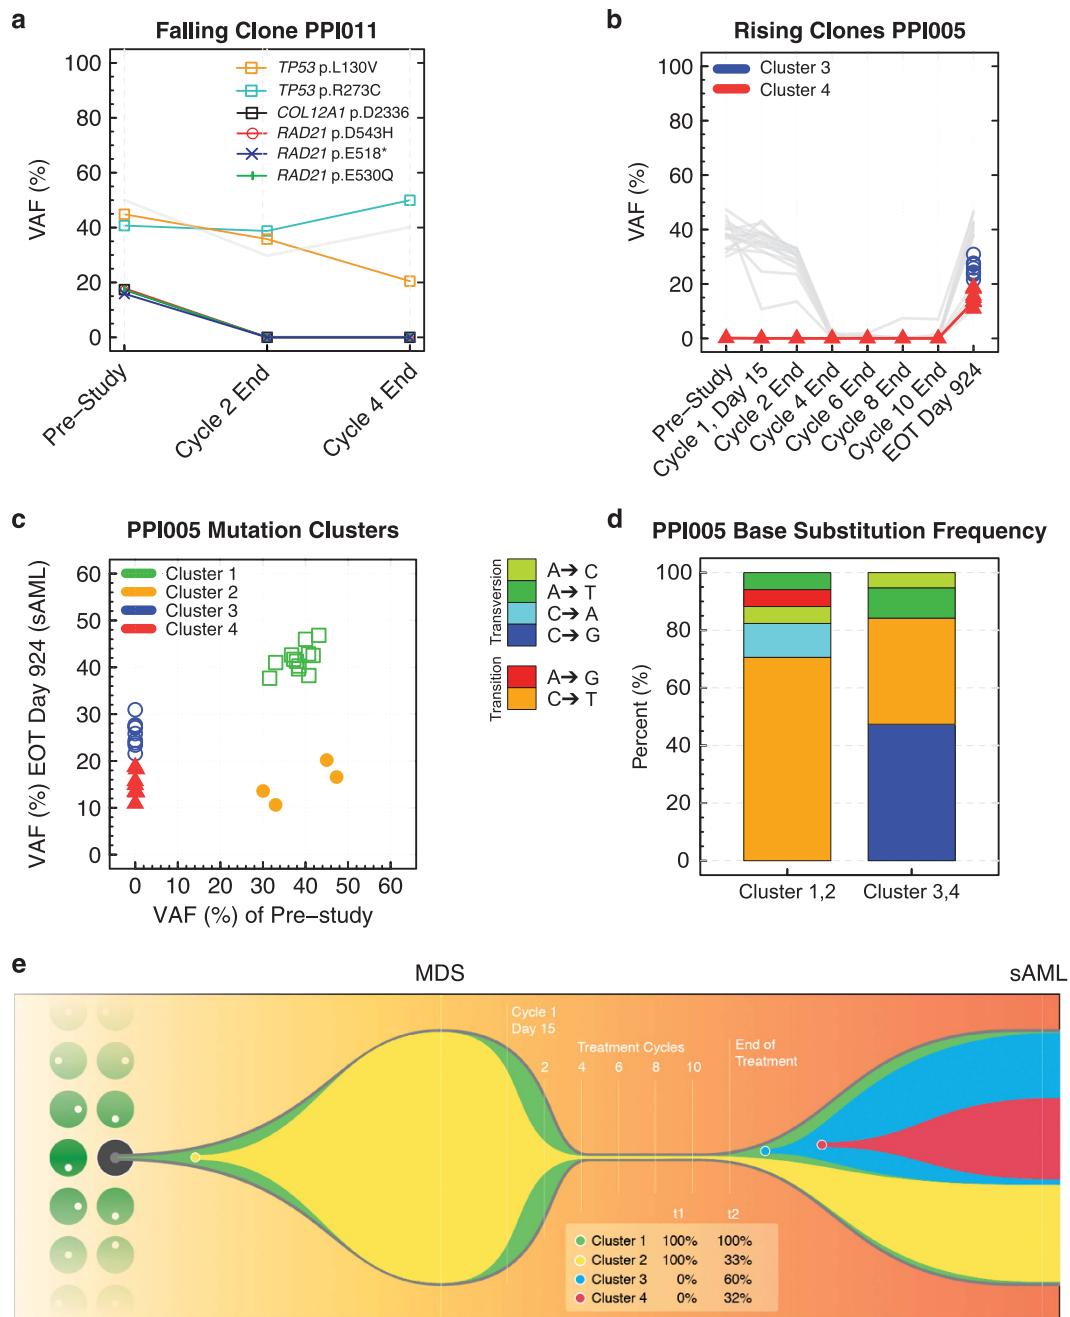 a
Falling Clone PPI011
VAF (%)
100
80
60
40
20
0
TP53 p.L130V
TP53 p.R273C
COL12A1 p.D2336
RAD21 p.D543H
RAD21 p.E518*
RAD21 p.E530Q
Pre–Study
Cycle 2 End
Cycle 4 End
b
Rising Clones PPI005
VAF (%)
100
80
60
40
20
0
Cluster 3
Cluster 4
Pre–Study
Cycle 1, Day 15
Cycle 2 End
Cycle 4 End
Cycle 6 End
Cycle 8 End
Cycle 10 End
EOT Day 924
c
PPI005 Mutation Clusters
VAF (%) EOT Day 924 (sAML)
60
50
40
30
20
10
0
Cluster 1
Cluster 2
Cluster 3
Cluster 4
0 10 20 30 40 50 60
VAF (%) of Pre–study
Transversion
A➔ C
A➔ T
C➔ A
C➔ G
Transition
A➔ G
C➔ T
d
PPI005 Base Substitution Frequency
Percent (%)
100
80
60
40
20
0
Cluster 1,2
Cluster 3,4
e
MDS
sAML
Cycle 1
Day 15
Treatment Cycles
2 4 6 8 10
End of
Treatment
t1 t2
Cluster 1 100% 100%
Cluster 2 100% 33%
Cluster 3 0% 60%
Cluster 4 0% 32%